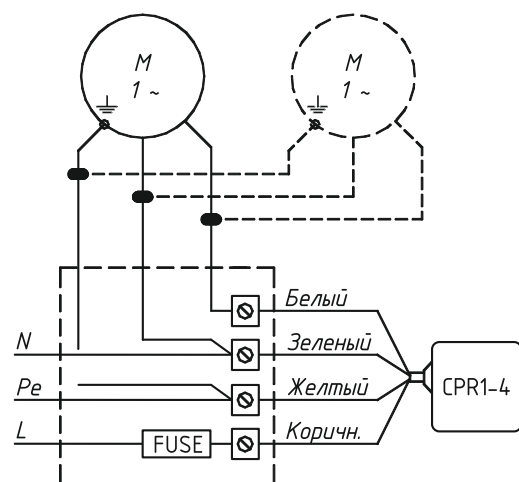 M
1 ~
M
1 ~
Белый
N
Зеленый
Pe
Желтый
CPR1-4
L
FUSE
Коричн.